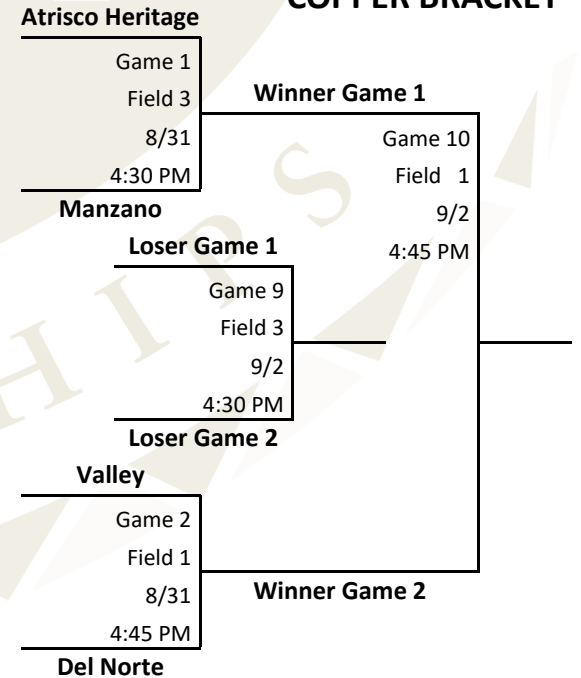 COPPER BRACKET
Atrisco Heritage
Game 1
Field 3
8/31
4:30 PM
Manzano
Winner Game 1
Game 10
Field 1
9/2
4:45 PM
Loser Game 1
Game 9
Field 3
9/2
4:30 PM
Loser Game 2
Valley
Game 2
Field 1
8/31
4:45 PM
Del Norte
Winner Game 2
HIPS